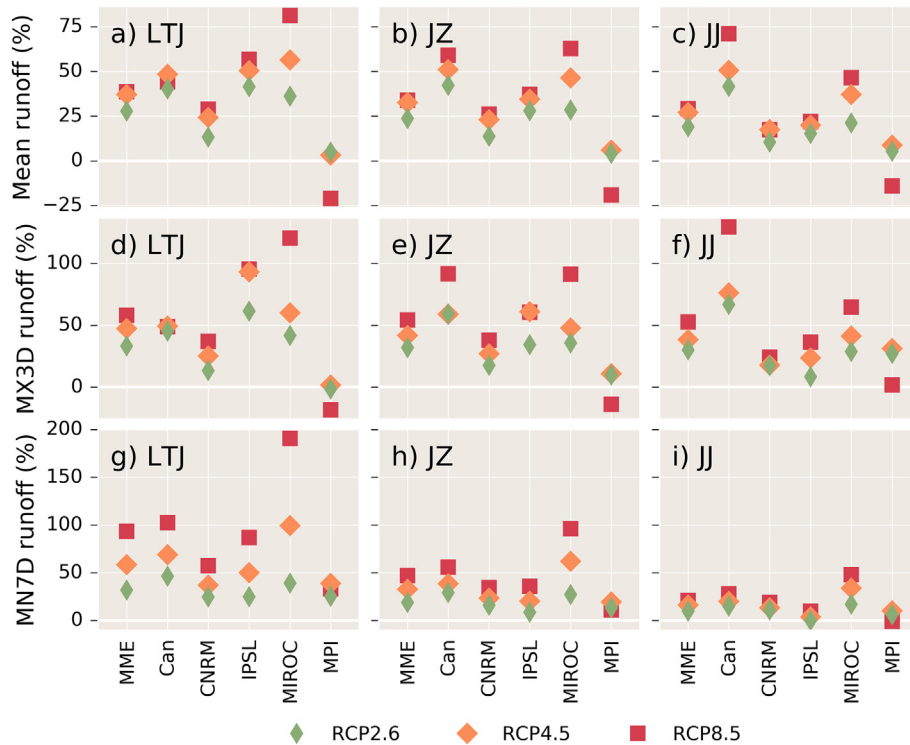 Mean runoff (%)
75
50
25
0
−25
a) LTJ
b) JZ
c) JJ
MX3D runoff (%)
100
50
0
d) LTJ
e) JZ
f) JJ
MN7D runoff (%)
200
150
100
50
0
g) LTJ
h) JZ
i) JJ
MME Can CNRM IPSL MIROC MPI
MME Can CNRM IPSL MIROC MPI
MME Can CNRM IPSL MIROC MPI
RCP2.6 RCP4.5 RCP8.5